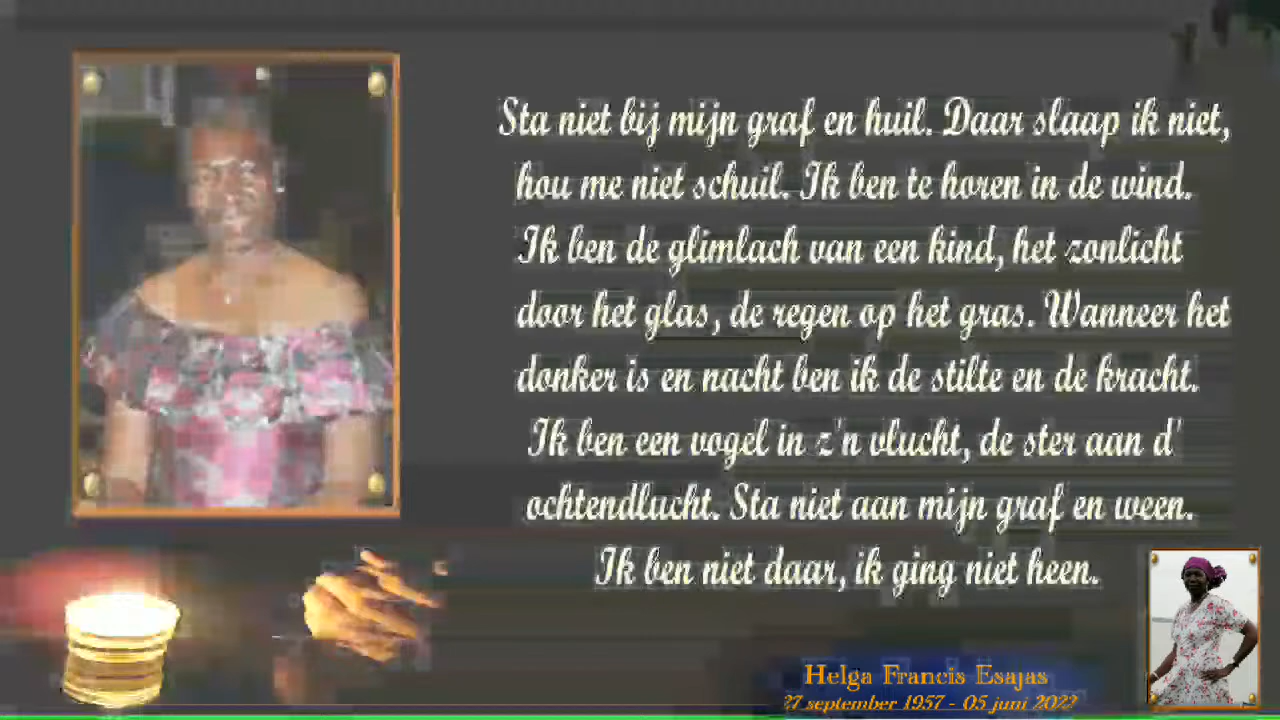 Sta niet bij mijn graf en huil. Daar slaap ik niet,
hou me niet schuil. Ik ben te horen in de wind.
Ik ben de glimlach van een kind, het zonlicht
door het glas, de regen op het gras. Wanneer het
donker is en nacht ben ik de stilte en de kracht.
Ik ben een vogel in z'n vlucht, de ster aan d'
ochtendlucht. Sta niet aan mijn graf en ween.
Ik ben niet daar, ik ging niet heen.
Helga Francis Esajas
27 september 1957 - 05 juni 2022